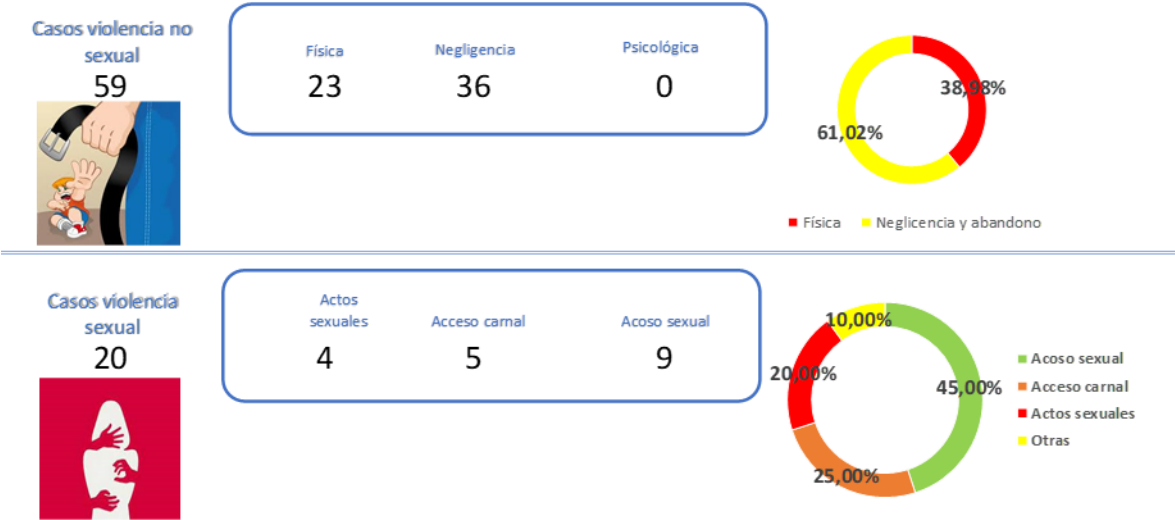 Casos violencia no
sexual
59
Física
Negligencia
Psicológica
23
36
0
38,98%
61,02%
Física
Neglicencia y abandono
Casos violencia
sexual
20
Actos
sexuales
Acceso carnal
Acoso sexual
4
5
9
10,00%
20,00%
45,00%
25,00%
Acoso sexual
Acceso carnal
Actos sexuales
Otras